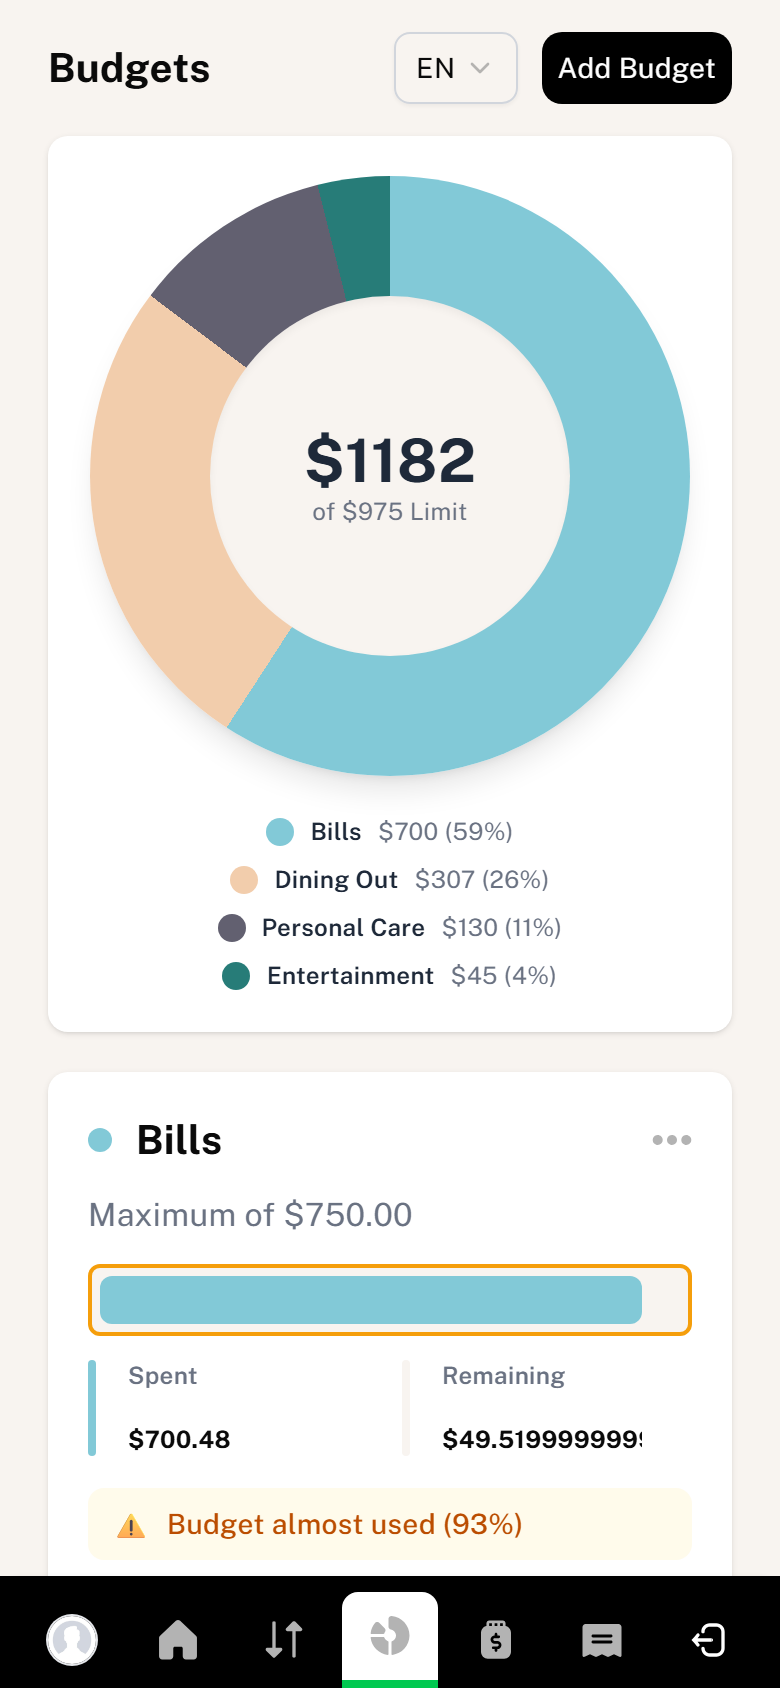 Budgets
EN
Add Budget
$1182
of $975 Limit
Bills $700 (59%)
Dining Out $307 (26%)
Personal Care $130 (11%)
Entertainment $45 (4%)
Bills
Maximum of $750.00
Spent
Remaining
$700.48
$49.519999999
Budget almost used (93%)